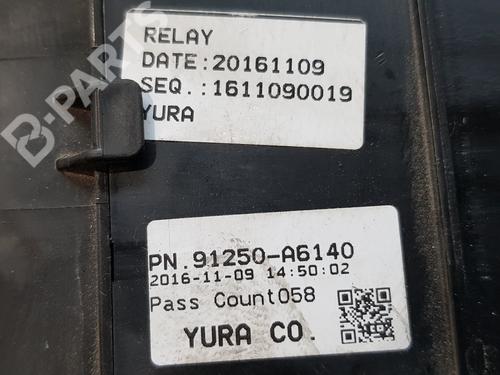 RELAY
DATE:20161109
SEQ.:1611090019
YURA
B-PARTS
PN.91250-A6140
2016-11-09 14:50:02
Pass Count058
YURA CO.